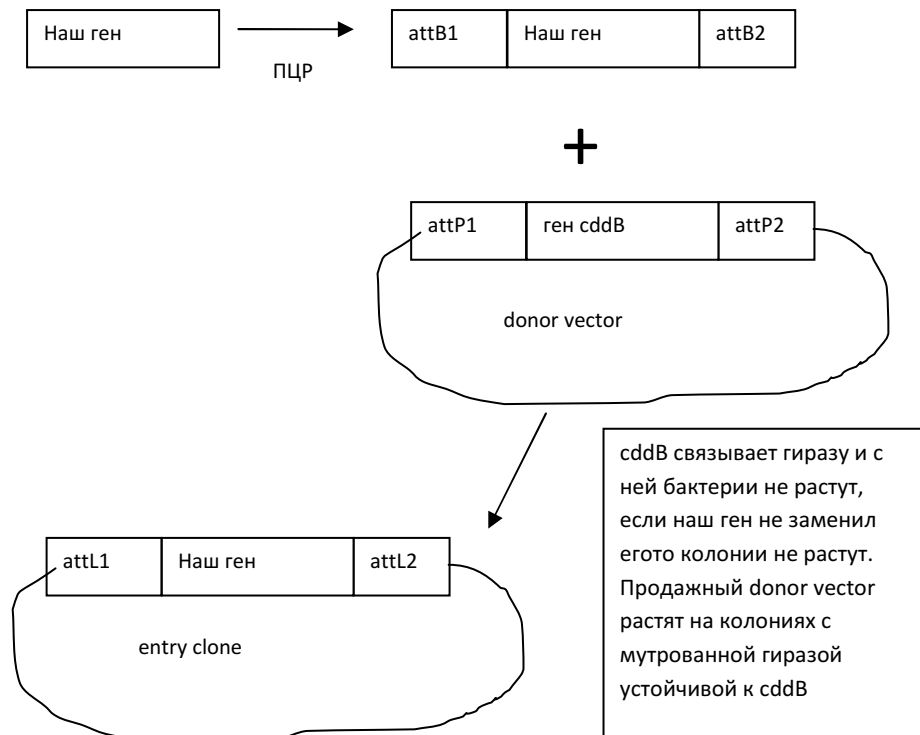 Наш ген
ПЦР
attB1 Наш ген attB2
+
attP1 ген cddB attP2
donor vector
cddB связывает гиразу и с
ней бактерии не растут,
если наш ген не заменил
егото колонии не растут.
Продажный donor vector
растят на колониях с
мутрованной гиразой
устойчивой к cddB
attL1 Наш ген attL2
entry clone